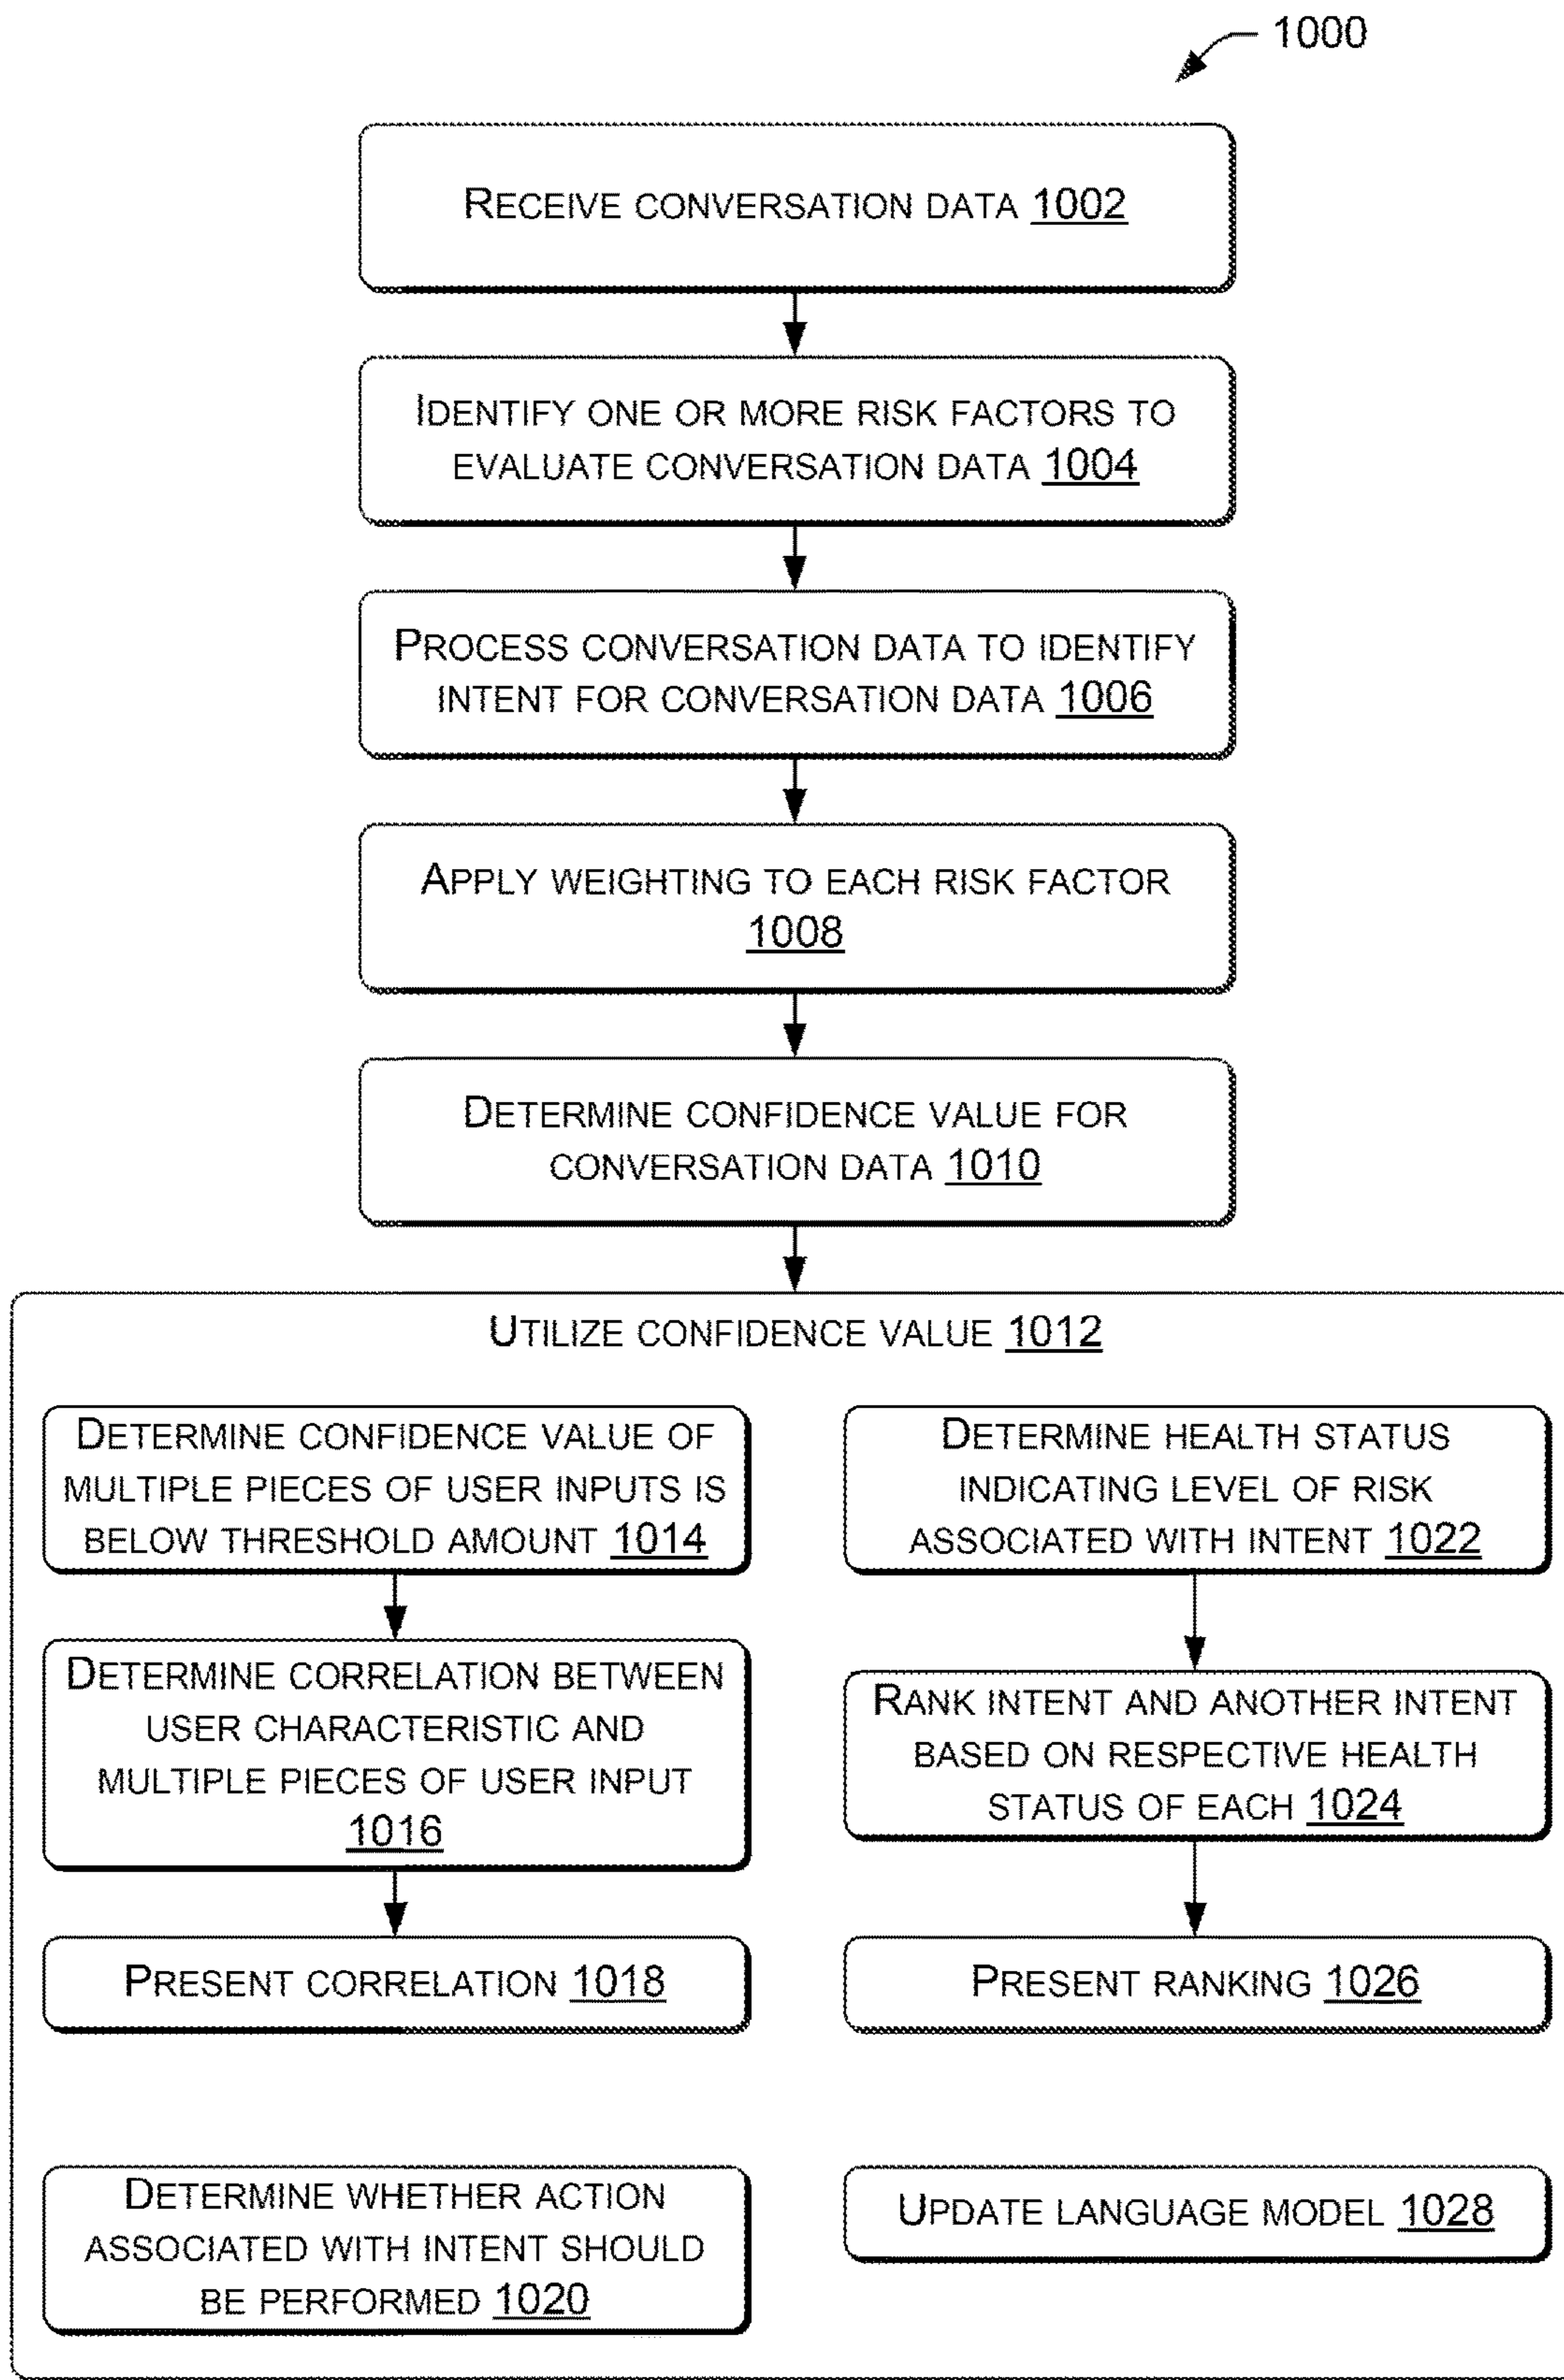 1000
RECEIVE CONVERSATION DATA 1002
IDENTIFY ONE OR MORE RISK FACTORS TO
EVALUATE CONVERSATION DATA 1004
PROCESS CONVERSATION DATA TO IDENTIFY
INTENT FOR CONVERSATION DATA 1006
APPLY WEIGHTING TO EACH RISK FACTOR
1008
DETERMINE CONFIDENCE VALUE FOR
CONVERSATION DATA 1010
UTILIZE CONFIDENCE VALUE 1012
DETERMINE CONFIDENCE VALUE OF
MULTIPLE PIECES OF USER INPUTS IS
BELOW THRESHOLD AMOUNT 1014
DETERMINE CORRELATION BETWEEN
USER CHARACTERISTIC AND
MULTIPLE PIECES OF USER INPUT
1016
PRESENT CORRELATION 1018
DETERMINE WHETHER ACTION
ASSOCIATED WITH INTENT SHOULD
BE PERFORMED 1020
DETERMINE HEALTH STATUS
INDICATING LEVEL OF RISK
ASSOCIATED WITH INTENT 1022
RANK INTENT AND ANOTHER INTENT
BASED ON RESPECTIVE HEALTH
STATUS OF EACH 1024
PRESENT RANKING 1026
UPDATE LANGUAGE MODEL 1028